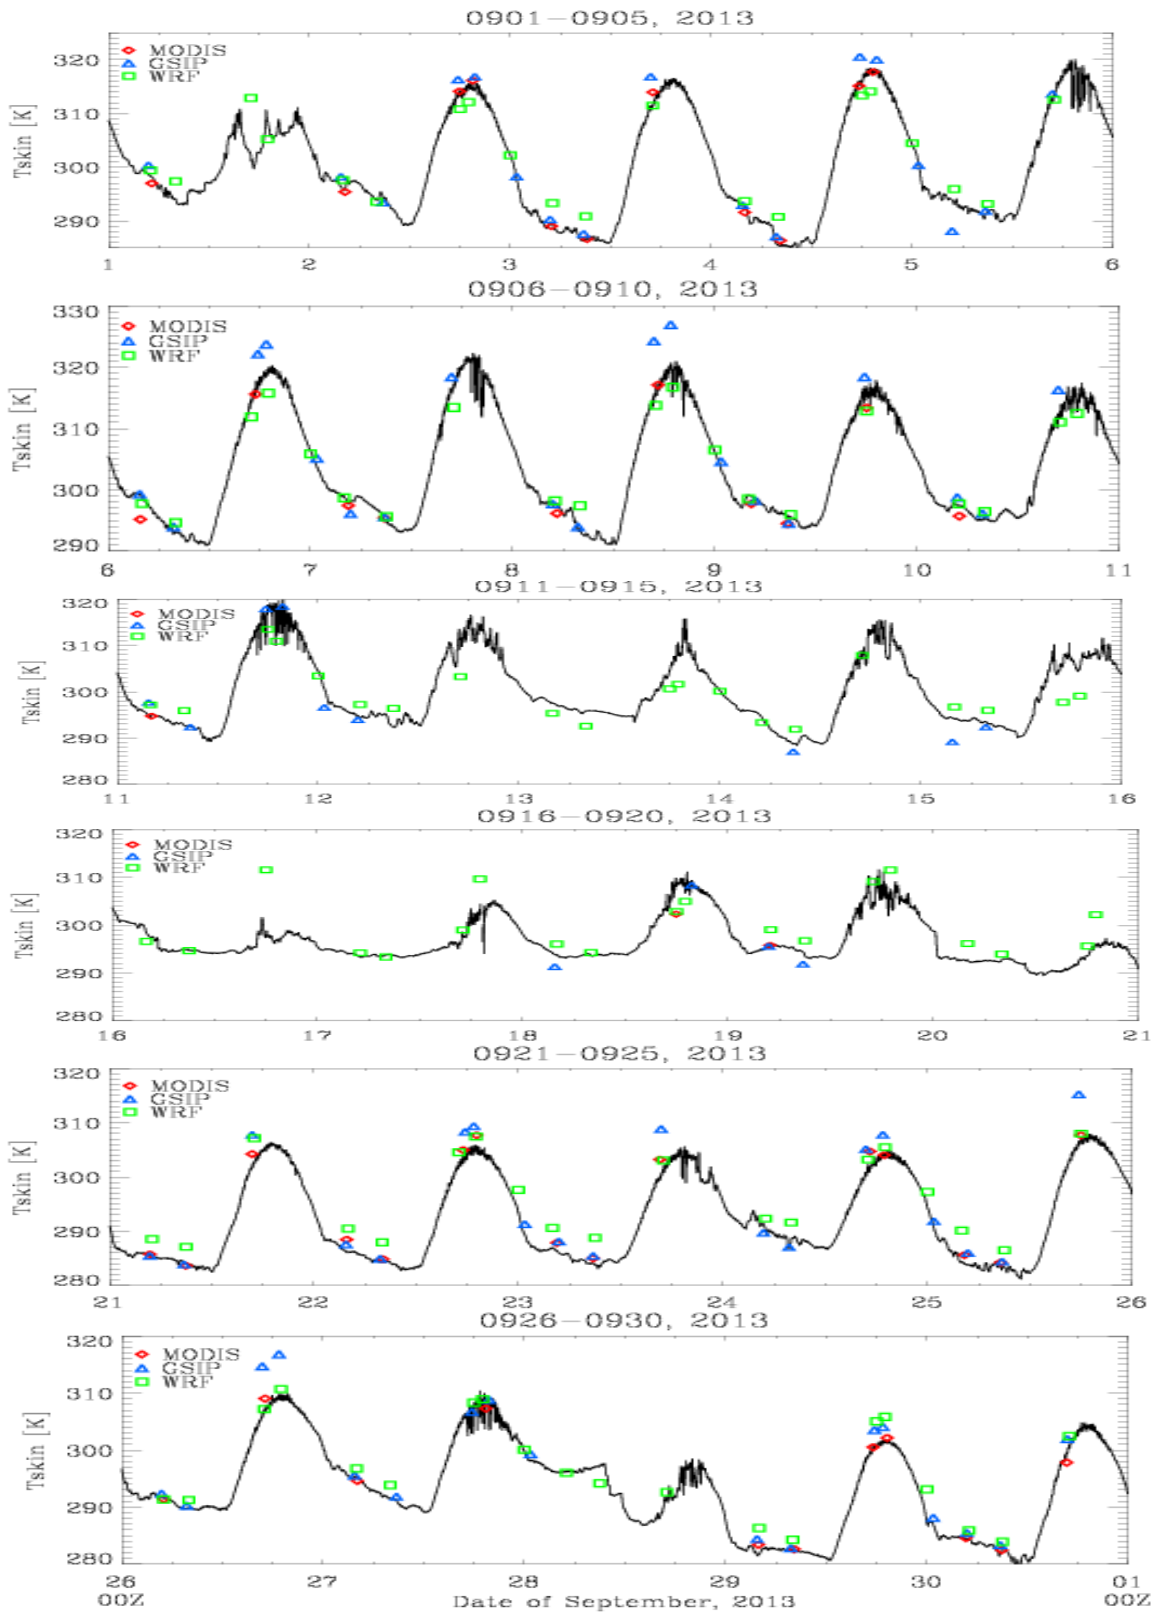 0901-0905, 2013
MODIS
GSIP
WRF
Tskin [K]
320
310
300
290
1 2 3 4 5 6
0906-0910, 2013
MODIS
GSIP
WRF
Tskin [K]
330
320
310
300
290
6 7 8 9 10 11
0911-0915, 2013
MODIS
GSIP
WRF
Tskin [K]
320
310
300
290
280
11 12 13 14 15 16
0916-0920, 2013
MODIS
GSIP
WRF
Tskin [K]
320
310
300
290
280
16 17 18 19 20 21
0921-0925, 2013
MODIS
GSIP
WRF
Tskin [K]
320
310
300
290
280
21 22 23 24 25 26
0926-0930, 2013
MODIS
GSIP
WRF
Tskin [K]
320
310
300
290
280
26 27 28 29 30 01
00Z Date of September, 2013 00Z